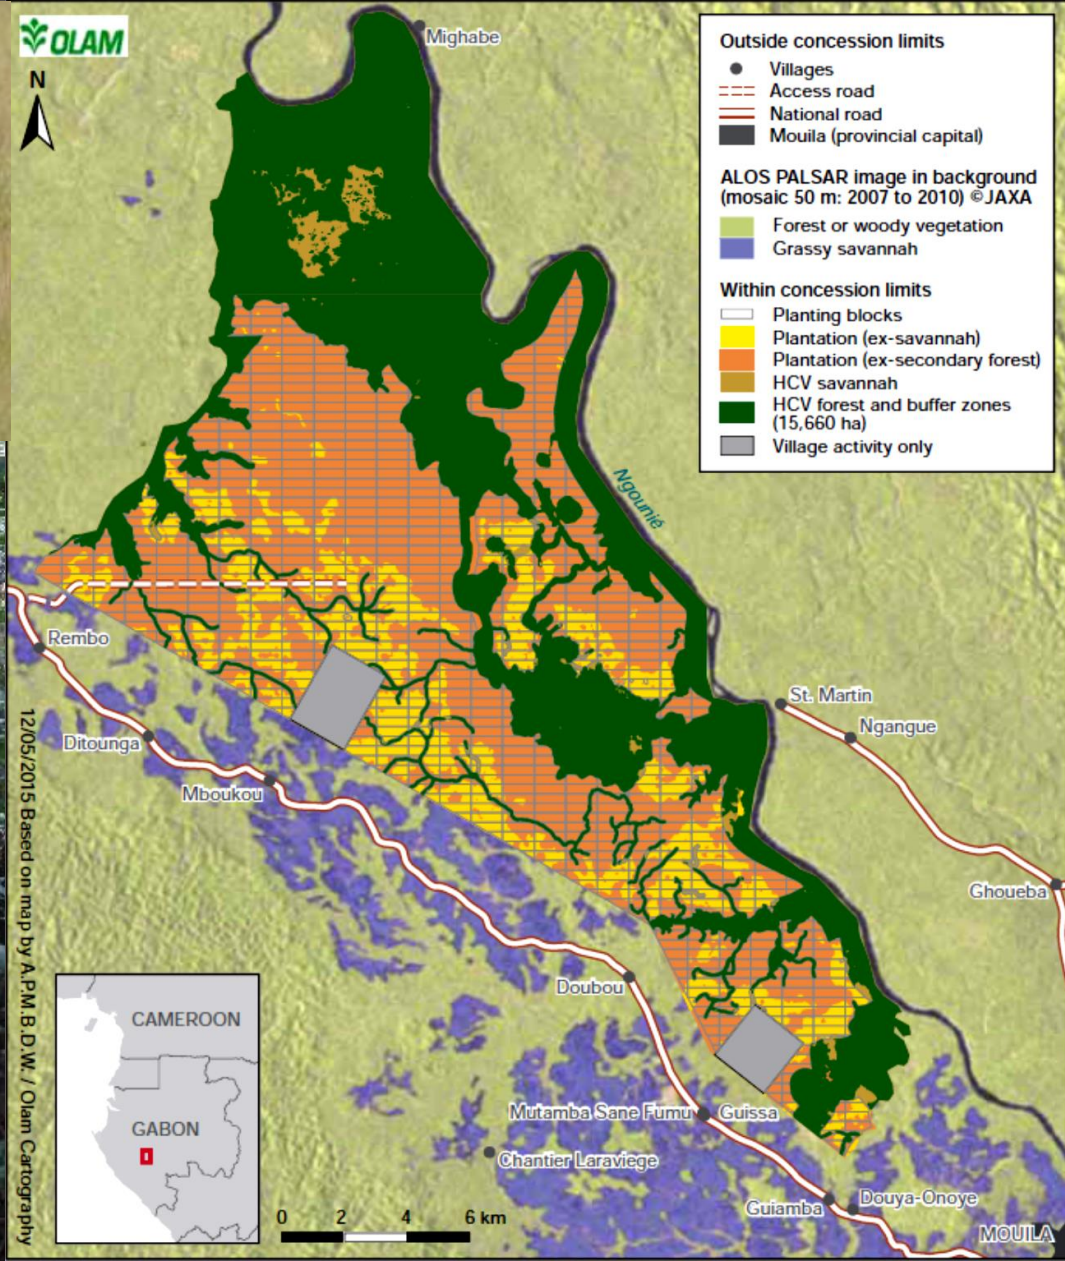 OLAM
N
Mighabe
Outside concession limits
Villages
Access road
National road
Mouila (provincial capital)
ALOS PALSAR image in background
(mosaic 50 m: 2007 to 2010) ©JAXA
Forest or woody vegetation
Grassy savannah
Within concession limits
Planting blocks
Plantation (ex-savannah)
Plantation (ex-secondary forest)
HCV savannah
HCV forest and buffer zones
(15,660 ha)
Village activity only
Ngounié
Rembo
St. Martin
Ngangue
Ditounga
Mboukou
Ghoueba
Doubou
CAMEROON
GABON
Mutamba Sane Fumu
Guissa
Chantier Laraviege
Guiamba
Douya-Onoye
MOUILA
0 2 4 6 km
12/05/2015 Based on map by A.P.M.B.D.W. / Olam Cartography